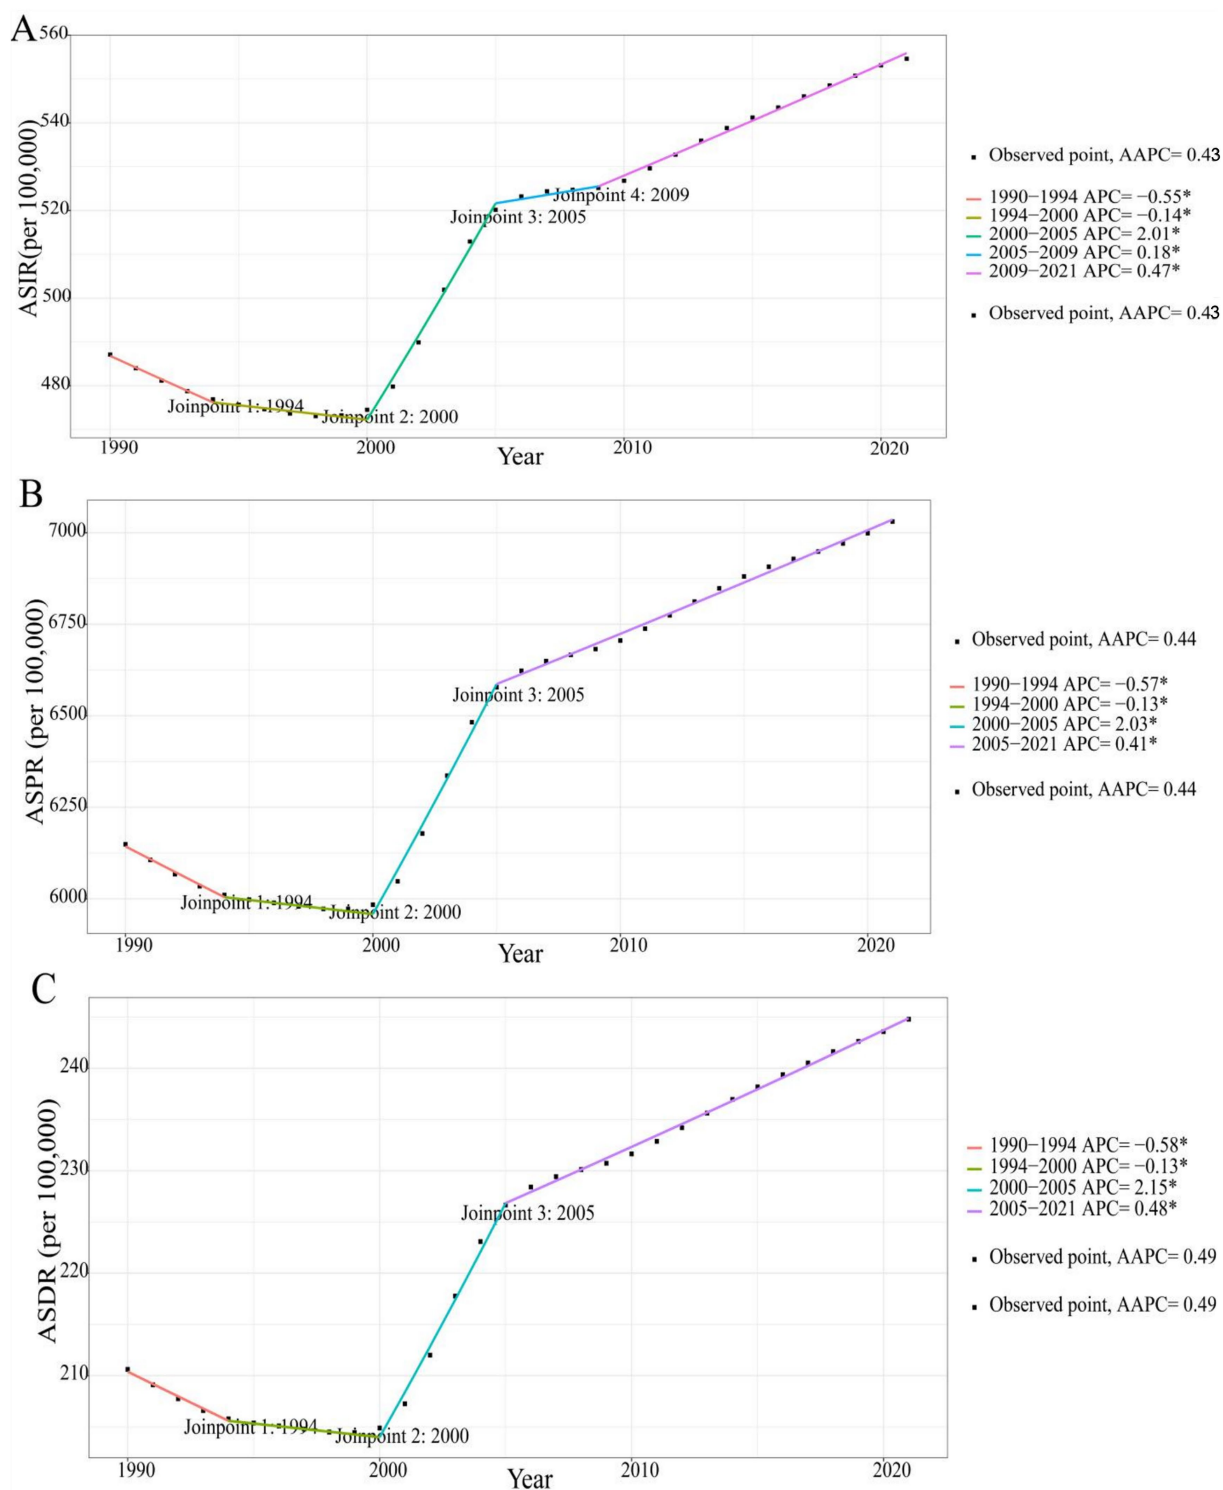 A
560
540
520
500
480
ASIR(per 100,000)
Joinpoint 1: 1994
Joinpoint 2: 2000
Joinpoint 3: 2005
Joinpoint 4: 2009
1990
2000
2010
2020
Year
Observed point, AAPC= 0.43
1990−1994 APC= −0.55*
1994−2000 APC= −0.14*
2000−2005 APC= 2.01*
2005−2009 APC= 0.18*
2009−2021 APC= 0.47*
Observed point, AAPC= 0.43
B
7000
6750
6500
6250
6000
ASPR (per 100,000)
Joinpoint 1: 1994
Joinpoint 2: 2000
Joinpoint 3: 2005
1990
2000
2010
2020
Year
Observed point, AAPC= 0.44
1990−1994 APC= −0.57*
1994−2000 APC= −0.13*
2000−2005 APC= 2.03*
2005−2021 APC= 0.41*
Observed point, AAPC= 0.44
C
240
230
220
210
ASDR (per 100,000)
Joinpoint 1: 1994
Joinpoint 2: 2000
Joinpoint 3: 2005
1990
2000
2010
2020
Year
1990−1994 APC= −0.58*
1994−2000 APC= −0.13*
2000−2005 APC= 2.15*
2005−2021 APC= 0.48*
Observed point, AAPC= 0.49
Observed point, AAPC= 0.49